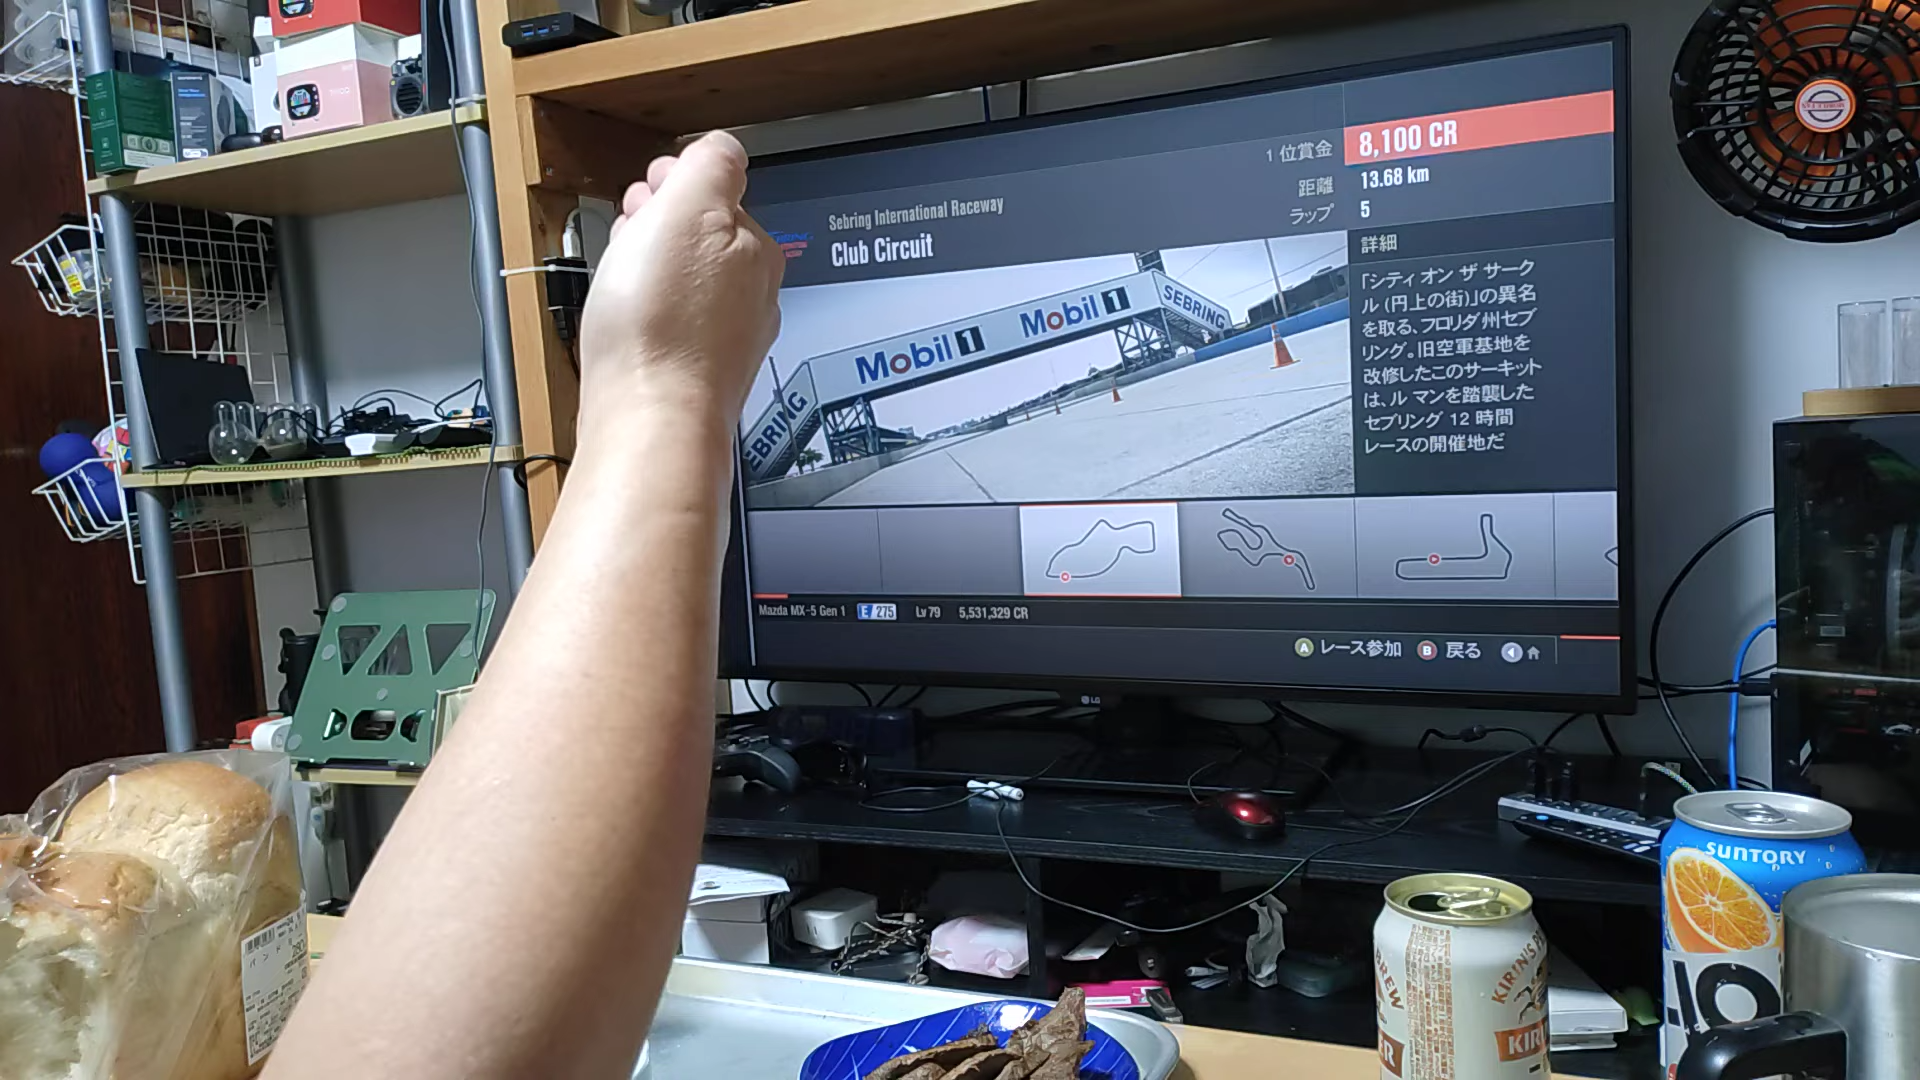 1 位賞金
8,100 CR
距離
13.68 km
ラップ
5
Sebring International Raceway
Club Circuit
詳細
「シティ オン ザ サーク
ル (円上の街)」の異名
を取る、フロリダ州セブ
リング。旧空軍基地を
改修したこのサーキット
は、ル マンを踏襲した
セブリング 12 時間
レースの開催地だ
EBRING
Mobil 1
Mobil 1
SEBRING
Mazda MX-5 Gen 1
E 275
Lv 79
5,531,329 CR
A レース参加
B 戻る
LG
SUNTORY
-10
BREW
KIRIN'S